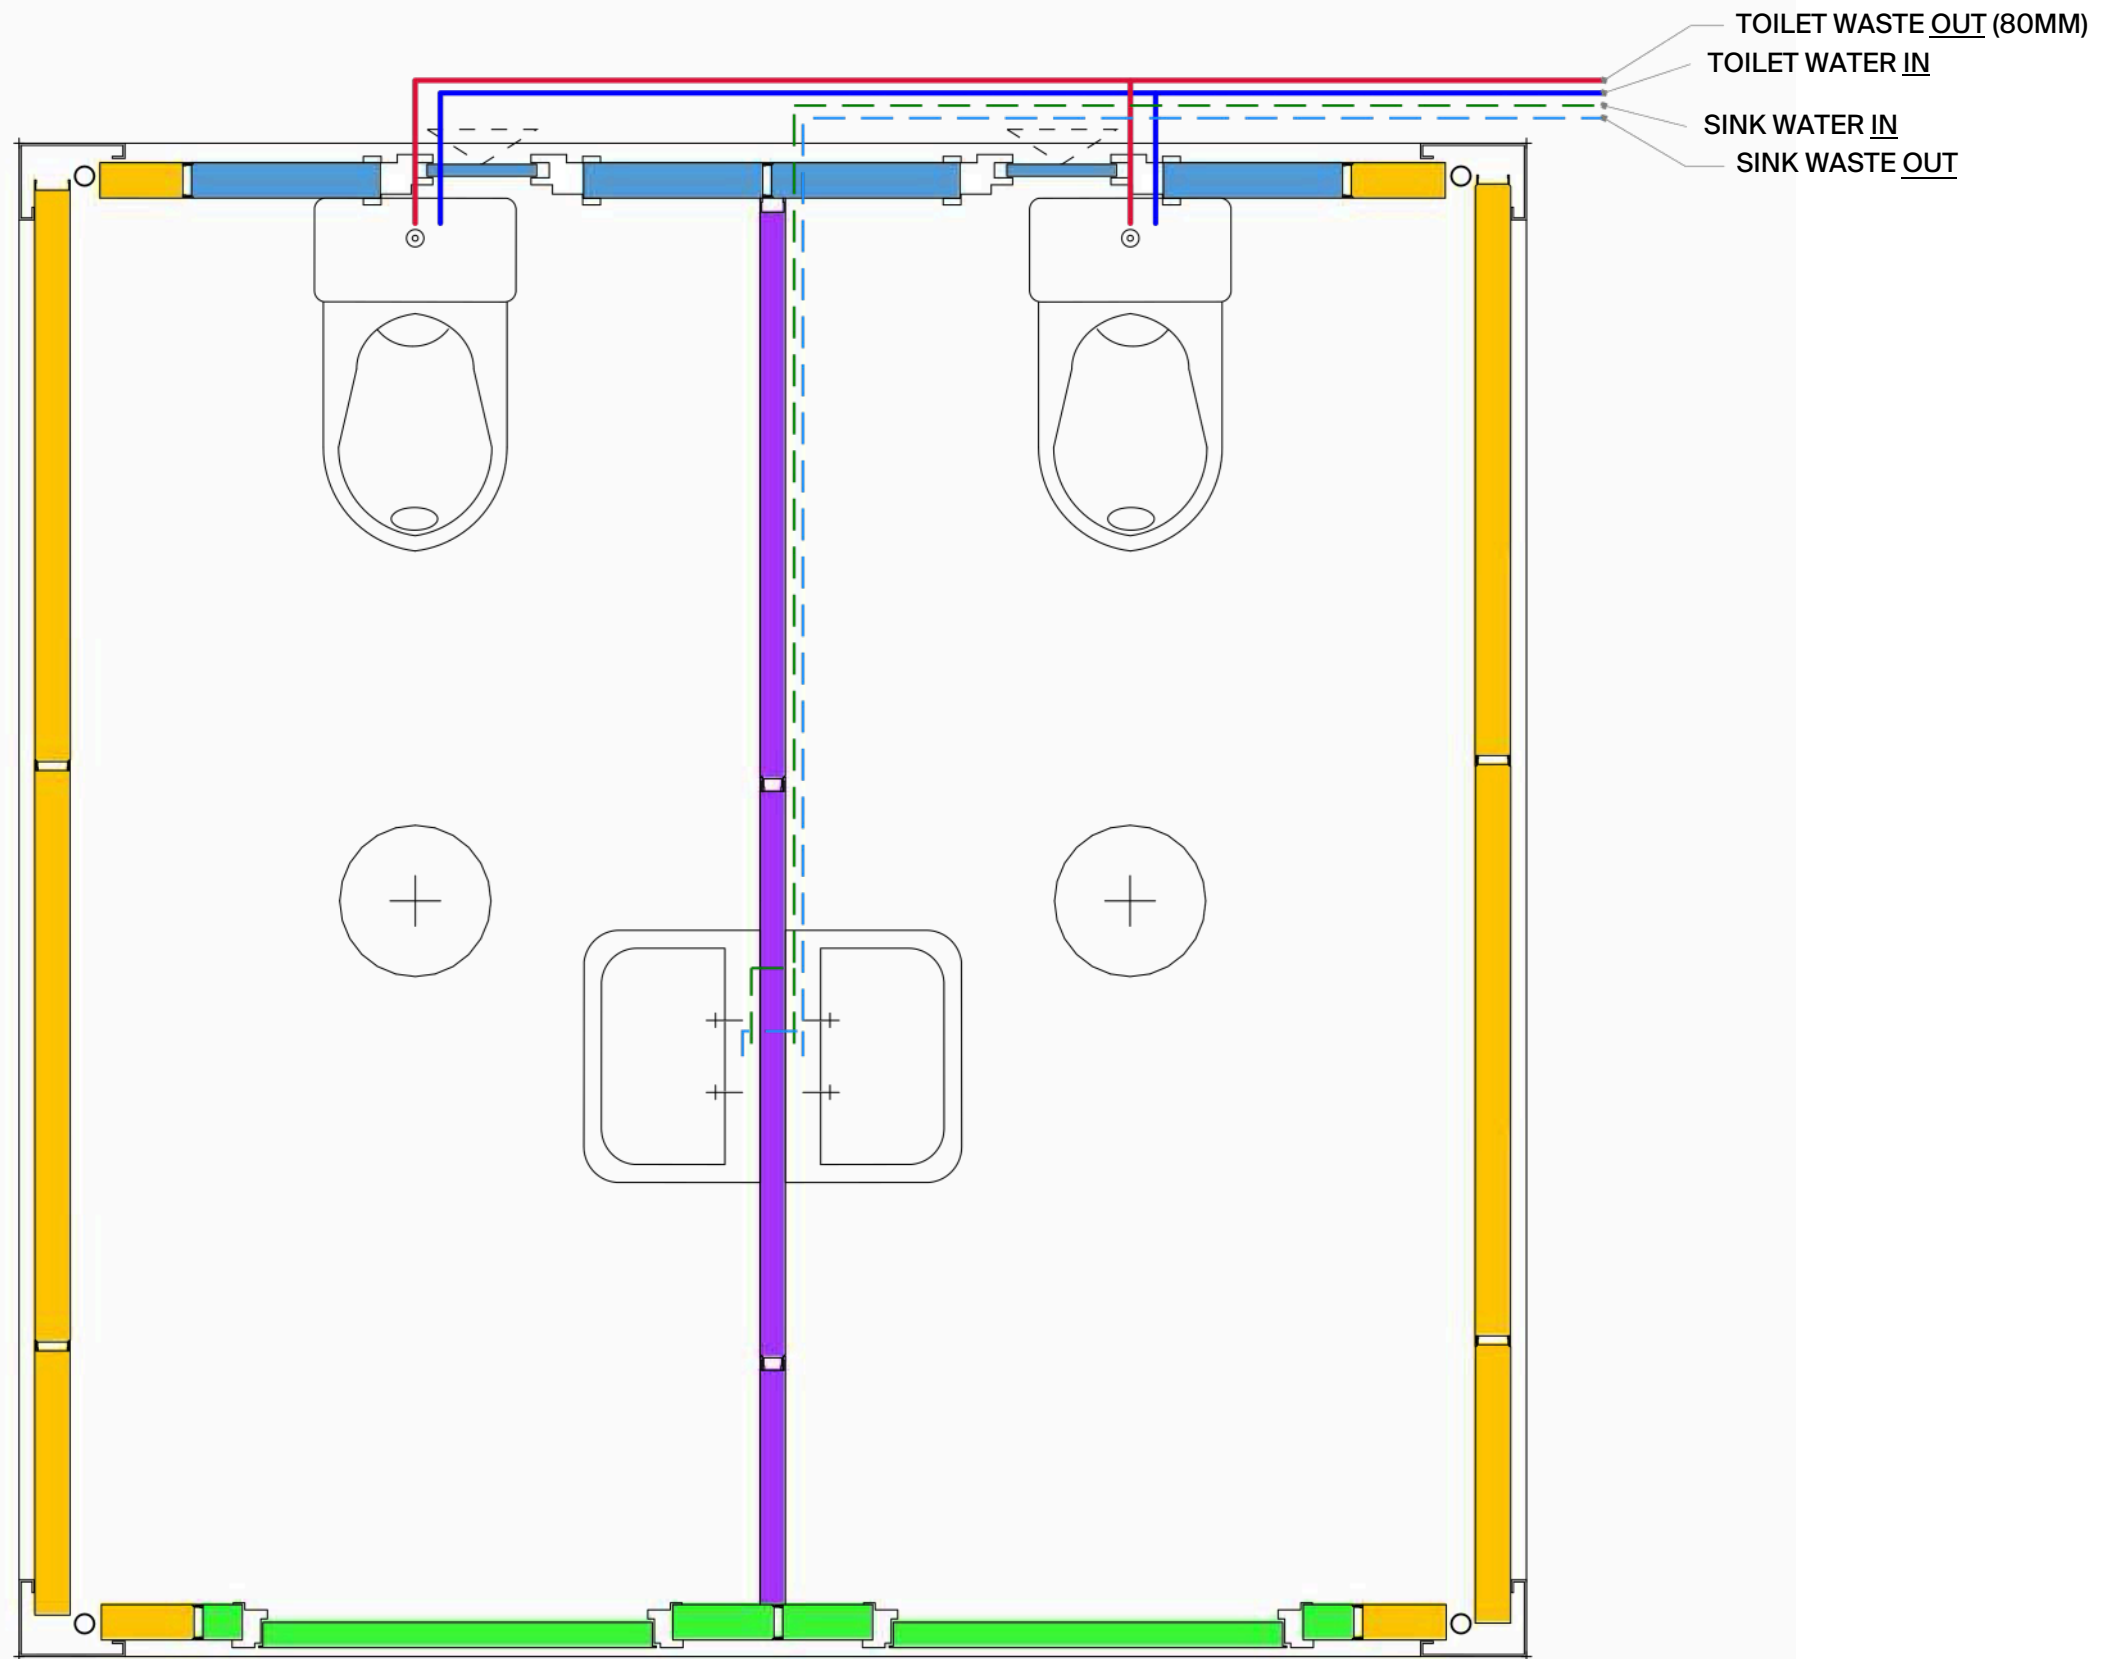 TOILET WASTE OUT (80MM)
TOILET WATER IN
SINK WATER IN
SINK WASTE OUT